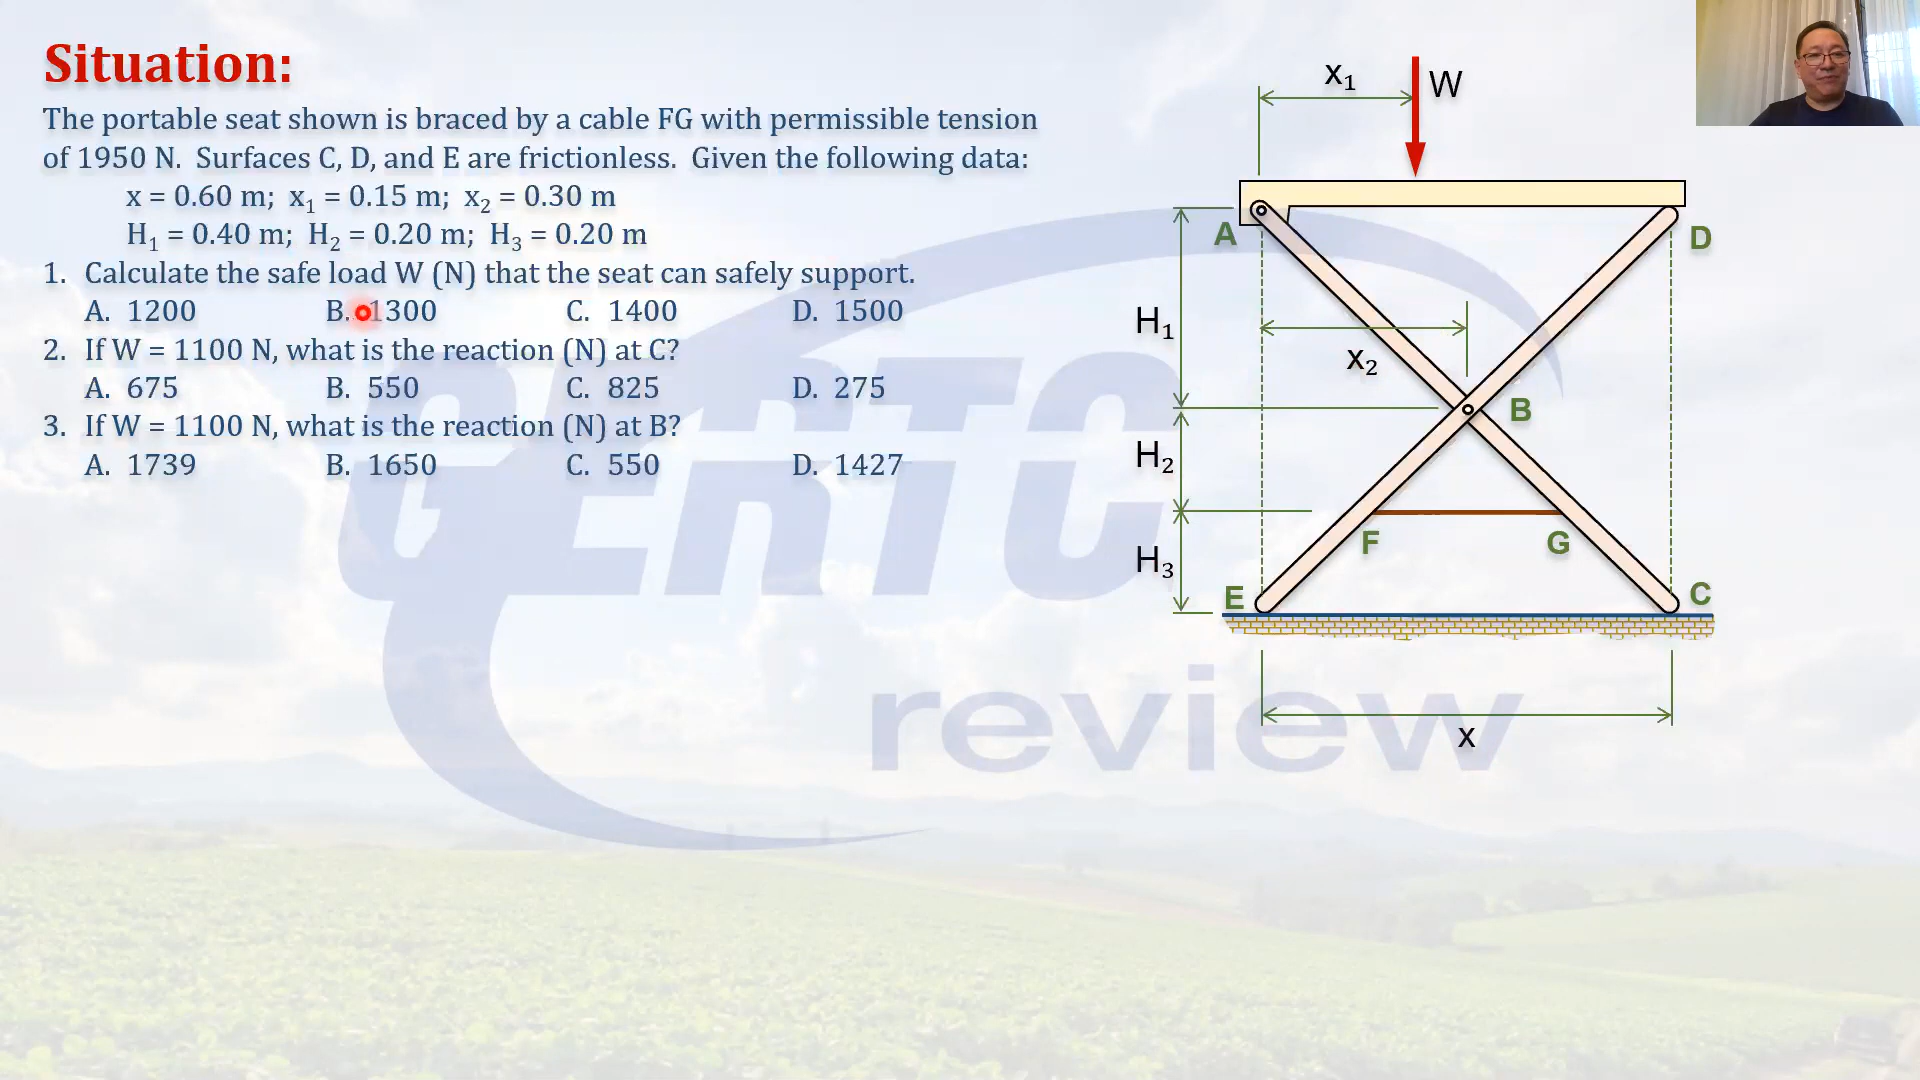 Situation:
The portable seat shown is braced by a cable FG with permissible tension
of 1950 N. Surfaces C, D, and E are frictionless. Given the following data:
x = 0.60 m; x₁ = 0.15 m; x₂ = 0.30 m
H₁ = 0.40 m; H₂ = 0.20 m; H₃ = 0.20 m
1. Calculate the safe load W (N) that the seat can safely support.
A. 1200 B. 1300 C. 1400 D. 1500
2. If W = 1100 N, what is the reaction (N) at C?
A. 675 B. 550 C. 825 D. 275
3. If W = 1100 N, what is the reaction (N) at B?
A. 1739 B. 1650 C. 550 D. 1427
x₁
W
A
D
H₁
x₂
B
H₂
F
G
H₃
E
C
x
CERTC
review